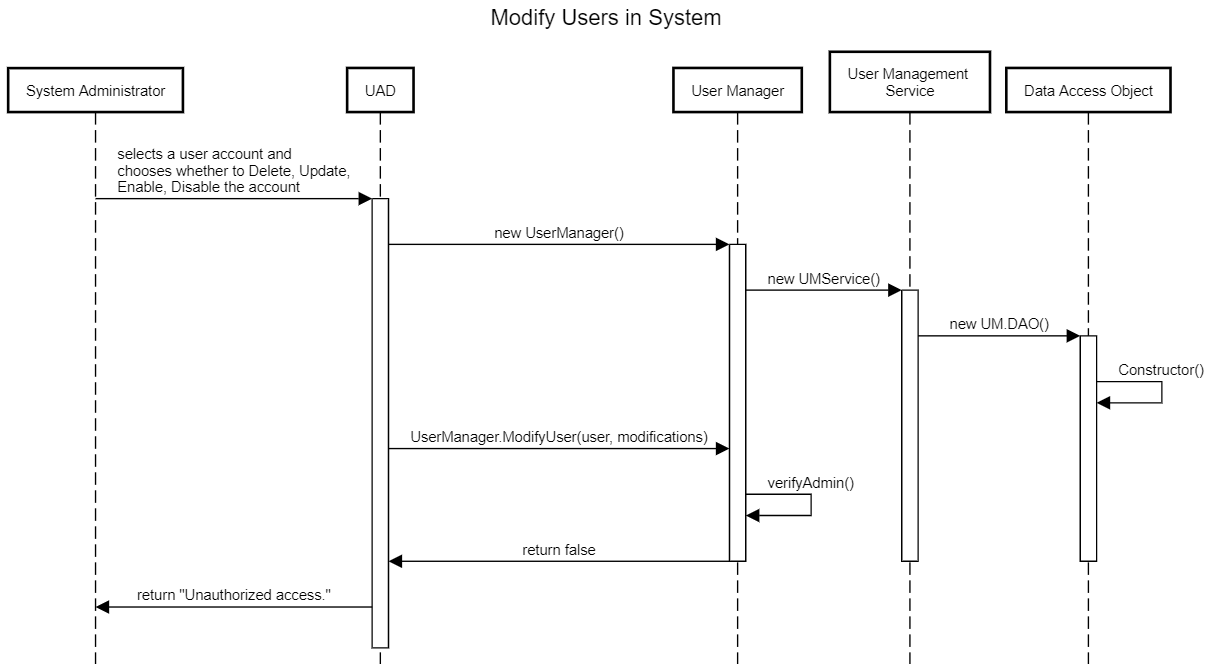 Modify Users in System
System Administrator
UAD
User Manager
User Management
Service
Data Access Object
selects a user account and
chooses whether to Delete, Update,
Enable, Disable the account
new UserManager()
new UMService()
new UM.DAO()
Constructor()
UserManager.ModifyUser(user, modifications)
verifyAdmin()
return false
return "Unauthorized access."